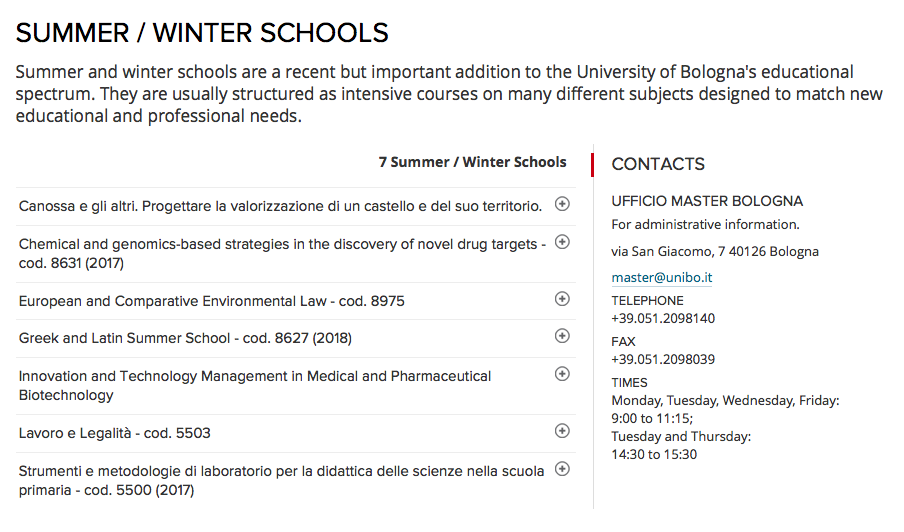 SUMMER / WINTER SCHOOLS
Summer and winter schools are a recent but important addition to the University of Bologna's educational
spectrum. They are usually structured as intensive courses on many different subjects designed to match new
educational and professional needs.
7 Summer / Winter Schools
Canossa e gli altri. Progettare la valorizzazione di un castello e del suo territorio.
Chemical and genomics-based strategies in the discovery of novel drug targets -
cod. 8631 (2017)
European and Comparative Environmental Law - cod. 8975
Greek and Latin Summer School - cod. 8627 (2018)
Innovation and Technology Management in Medical and Pharmaceutical
Biotechnology
Lavoro e Legalità - cod. 5503
Strumenti e metodologie di laboratorio per la didattica delle scienze nella scuola
primaria - cod. 5500 (2017)
CONTACTS
UFFICIO MASTER BOLOGNA
For administrative information.
via San Giacomo, 7 40126 Bologna
master@unibo.it
TELEPHONE
+39.051.2098140
FAX
+39.051.2098039
TIMES
Monday, Tuesday, Wednesday, Friday:
9:00 to 11:15;
Tuesday and Thursday:
14:30 to 15:30